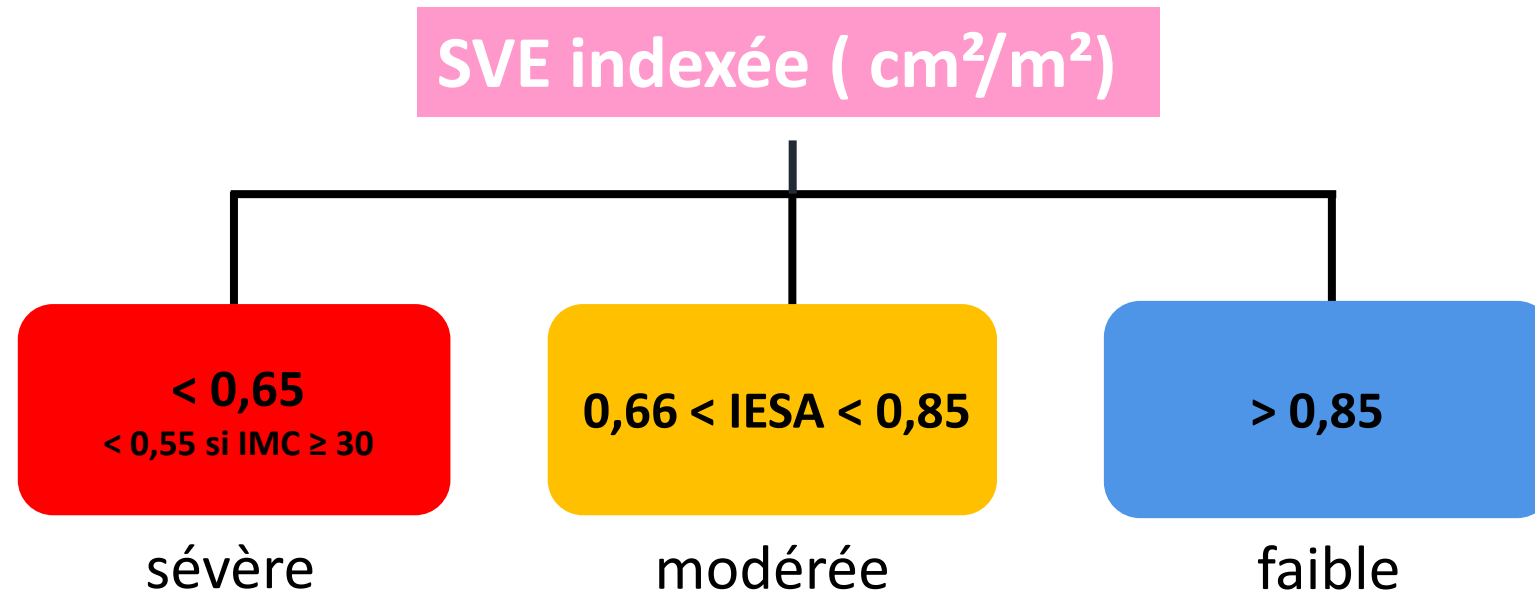 SVE indexée ( cm²/m²)
< 0,65
< 0,55 si IMC ≥ 30
0,66 < IESA < 0,85
> 0,85
sévère
modérée
faible